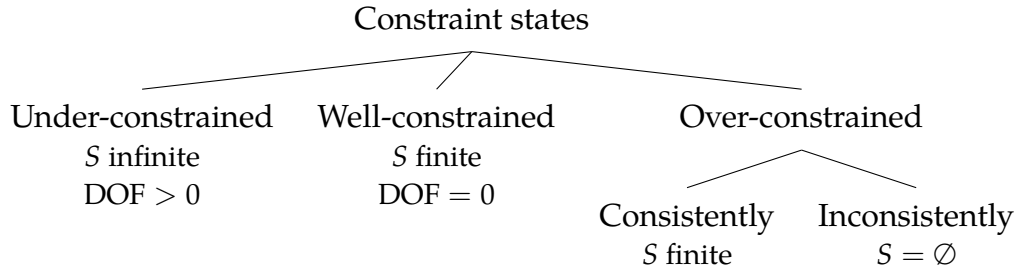 Constraint states
Under-constrained Well-constrained Over-constrained
S infinite S finite
DOF > 0 DOF = 0
Consistently Inconsistently
S finite S = ∅